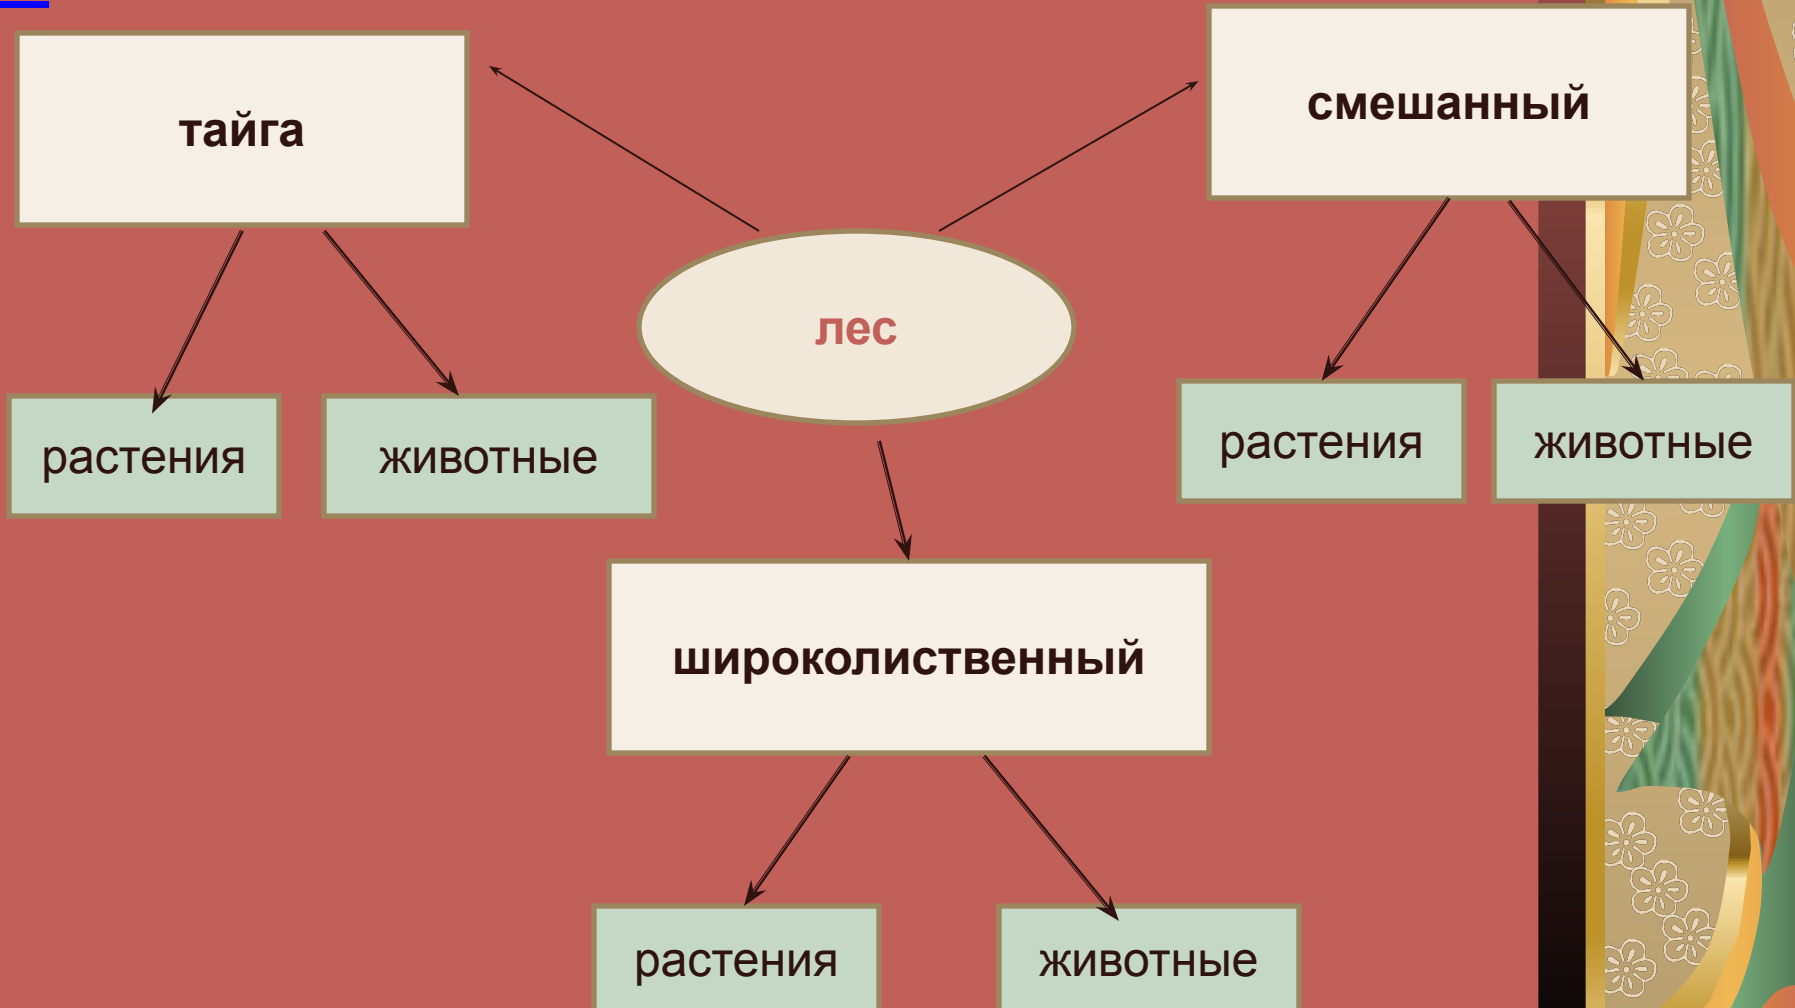 тайга
смешанный
лес
растения
животные
растения
животные
широколиственный
растения
животные